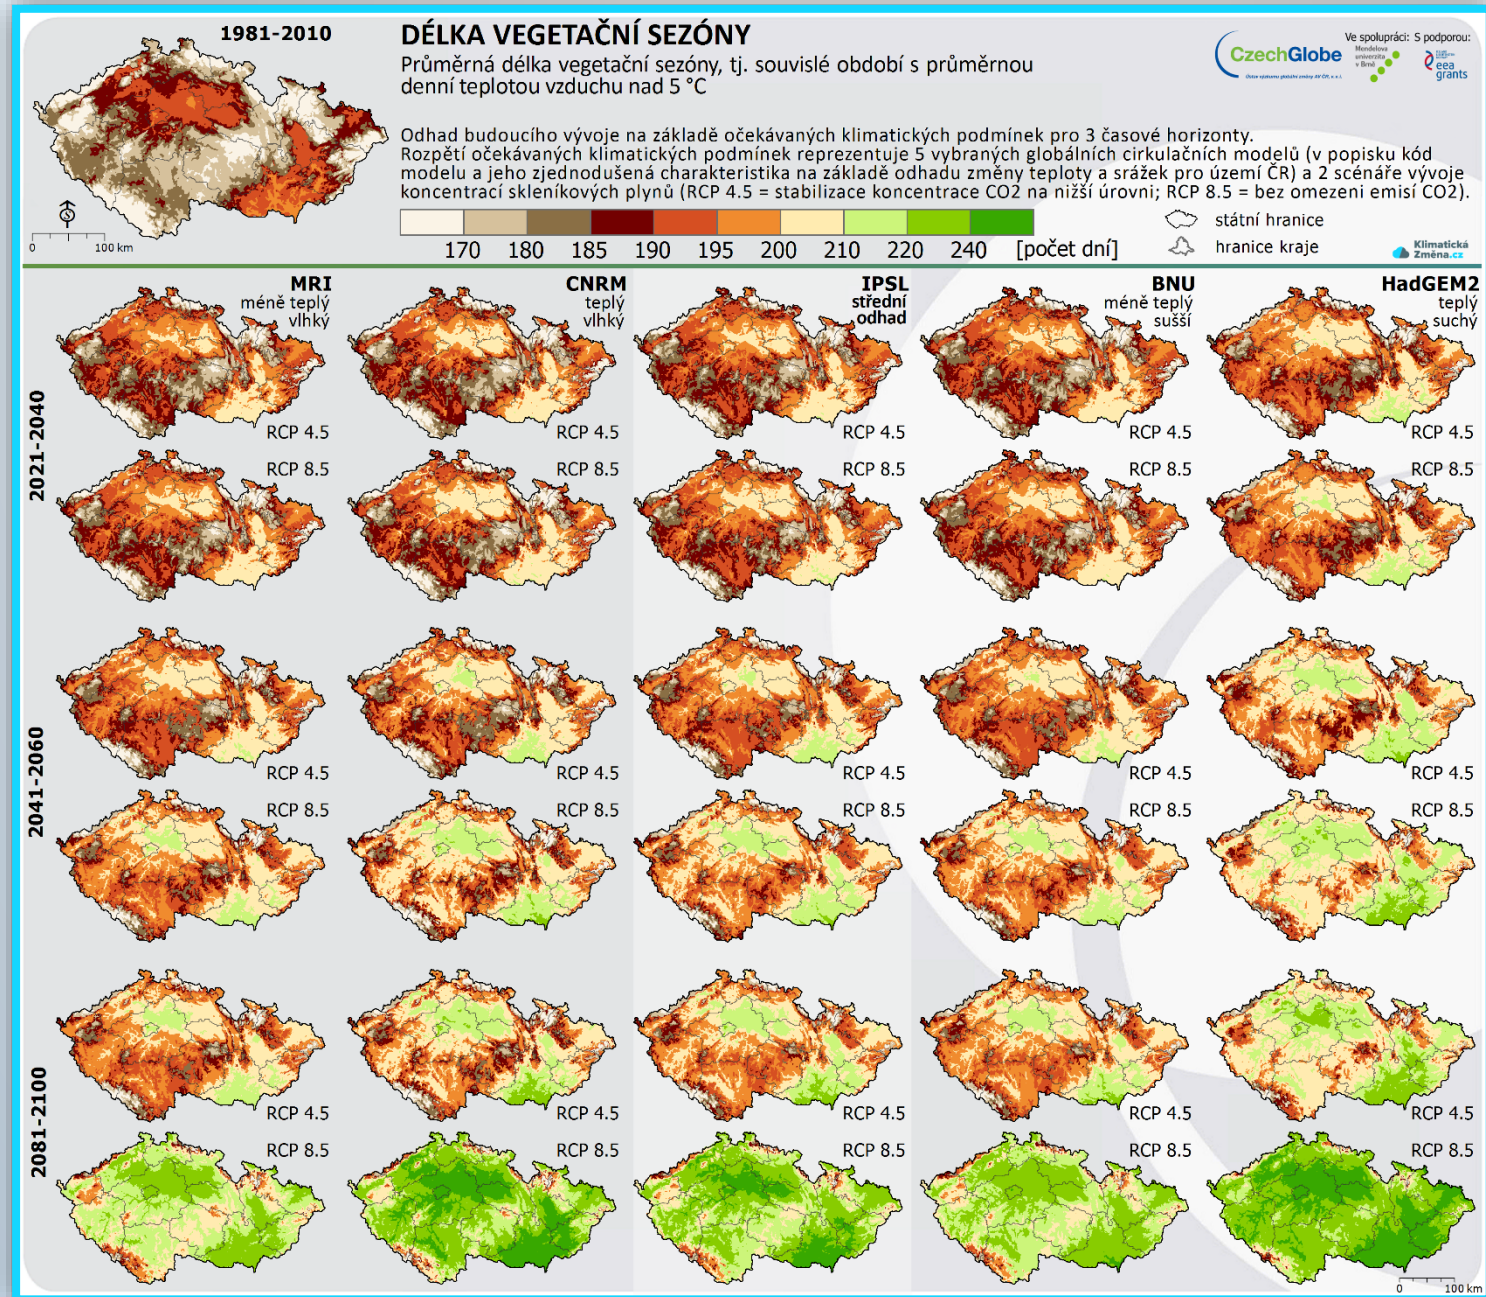 1981-2010
DÉLKA VEGETAČNÍ SEZÓNY
Průměrná délka vegetační sezóny, tj. souvislé období s průměrnou
denní teplotou vzduchu nad 5 °C
CzechGlobe
Ve spolupráci:
Mendelova
univerzita
v Brně
S podporou:
eea
grants
Odhad budoucího vývoje na základě očekávaných klimatických podmínek pro 3 časové horizonty.
Rozpětí očekávaných klimatických podmínek reprezentuje 5 vybraných globálních cirkulačních modelů (v popisku kód
modelu a jeho zjednodušená charakteristika na základě odhadu změny teploty a srážek pro území ČR) a 2 scénáře vývoje
koncentrací skleníkových plynů (RCP 4.5 = stabilizace koncentrace CO2 na nižší úrovni; RCP 8.5 = bez omezeni emisí CO2).
170 180 185 190 195 200 210 220 240 [počet dní]
státní hranice
hranice kraje
Klimatická
Změna.cz
0 100 km
MRI
méně teplý
vlhký
CNRM
teplý
vlhký
IPSL
střední
odhad
BNU
méně teplý
sušší
HadGEM2
teplý
suchý
2021-2040
RCP 4.5 RCP 4.5 RCP 4.5 RCP 4.5 RCP 4.5
RCP 8.5 RCP 8.5 RCP 8.5 RCP 8.5 RCP 8.5
2041-2060
RCP 4.5 RCP 4.5 RCP 4.5 RCP 4.5 RCP 4.5
RCP 8.5 RCP 8.5 RCP 8.5 RCP 8.5 RCP 8.5
2081-2100
RCP 4.5 RCP 4.5 RCP 4.5 RCP 4.5 RCP 4.5
RCP 8.5 RCP 8.5 RCP 8.5 RCP 8.5 RCP 8.5
0 100 km